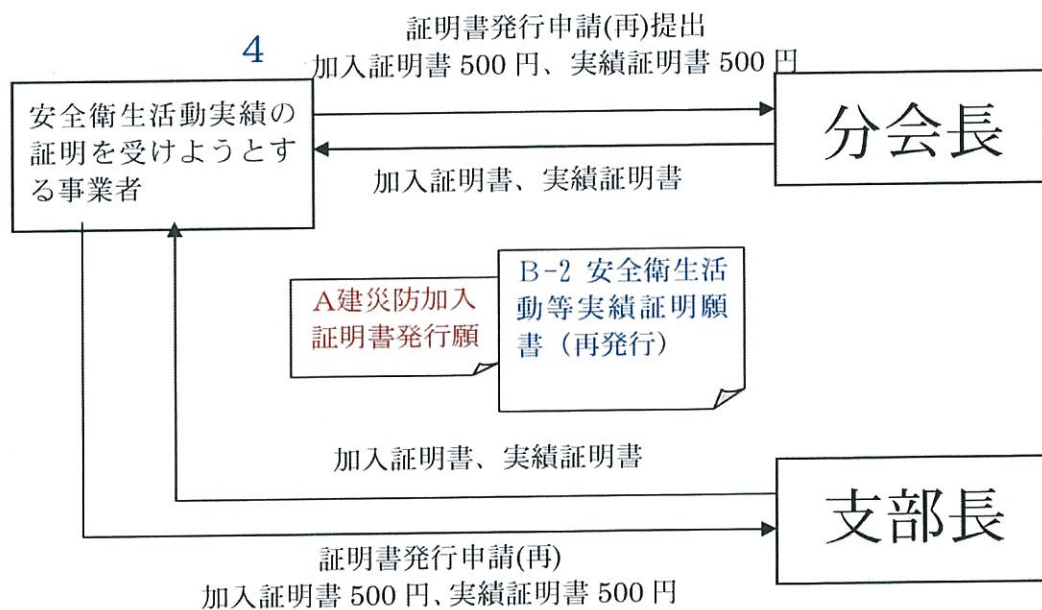 証明書発行申請(再)提出
4
加入証明書 500 円、実績証明書 500 円
安全衛生活動実績の
証明を受けようとす
る事業者
分会長
加入証明書、実績証明書
A建災防加入
証明書発行願
B-2 安全衛生活
動等実績証明願
書（再発行）
加入証明書、実績証明書
支部長
証明書発行申請(再)
加入証明書 500 円、実績証明書 500 円